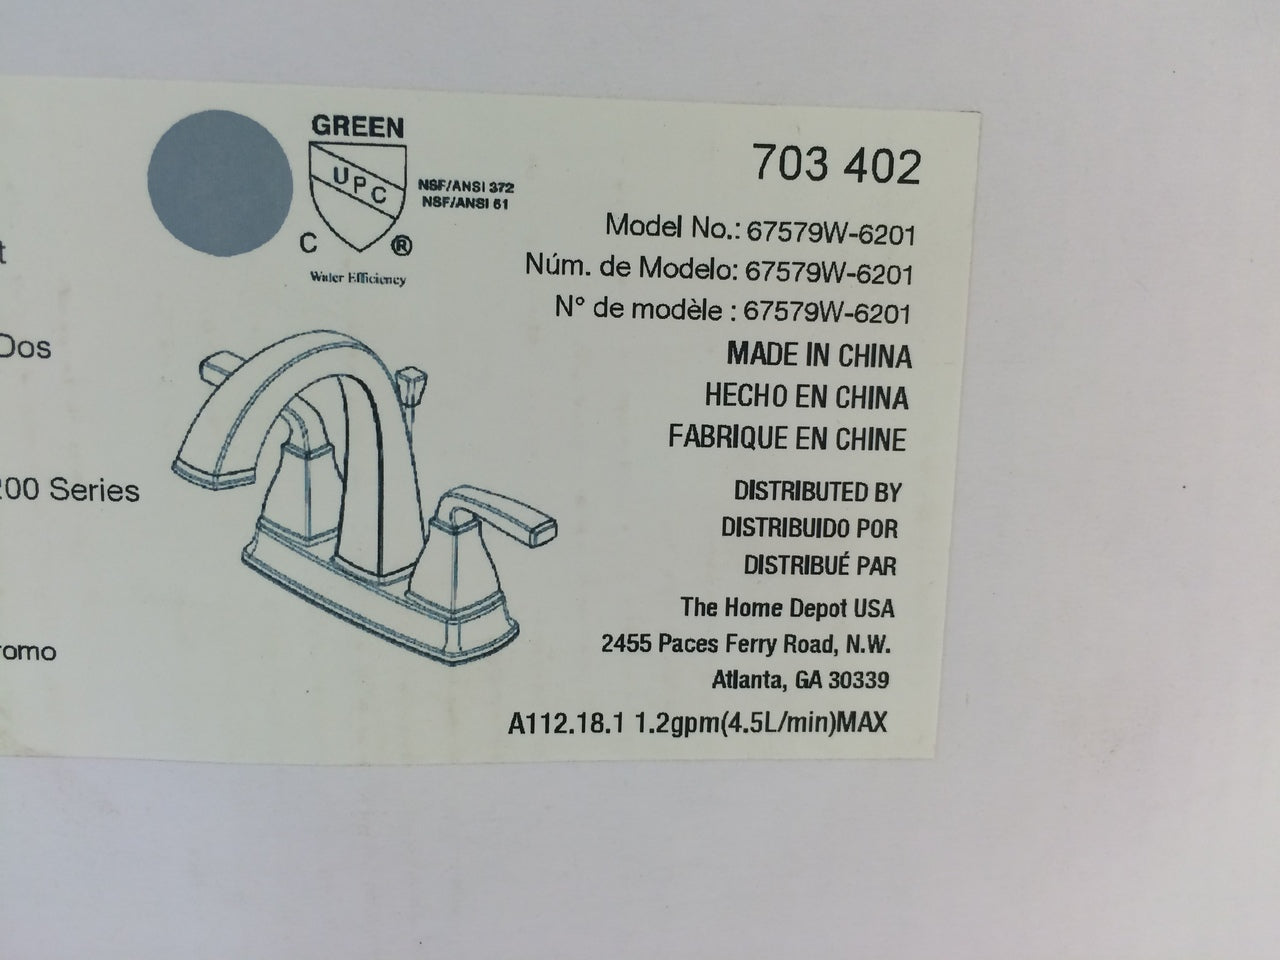 GREEN
UPC
C ®
Water Efficiency
NSF/ANSI 372
NSF/ANSI 61
703 402
Model No.: 67579W-6201
Núm. de Modelo: 67579W-6201
N° de modèle : 67579W-6201
MADE IN CHINA
HECHO EN CHINA
FABRIQUE EN CHINE
DISTRIBUTED BY
DISTRIBUIDO POR
DISTRIBUÉ PAR
The Home Depot USA
2455 Paces Ferry Road, N.W.
Atlanta, GA 30339
A112.18.1 1.2gpm(4.5L/min)MAX
Dos
200 Series
romo